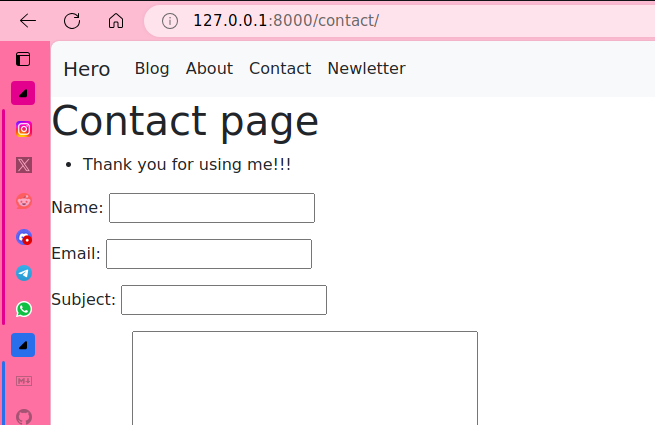 127.0.0.1:8000/contact/
Hero Blog About Contact Newletter
Contact page
Thank you for using me!!!
Name:
Email:
Subject:
M↓